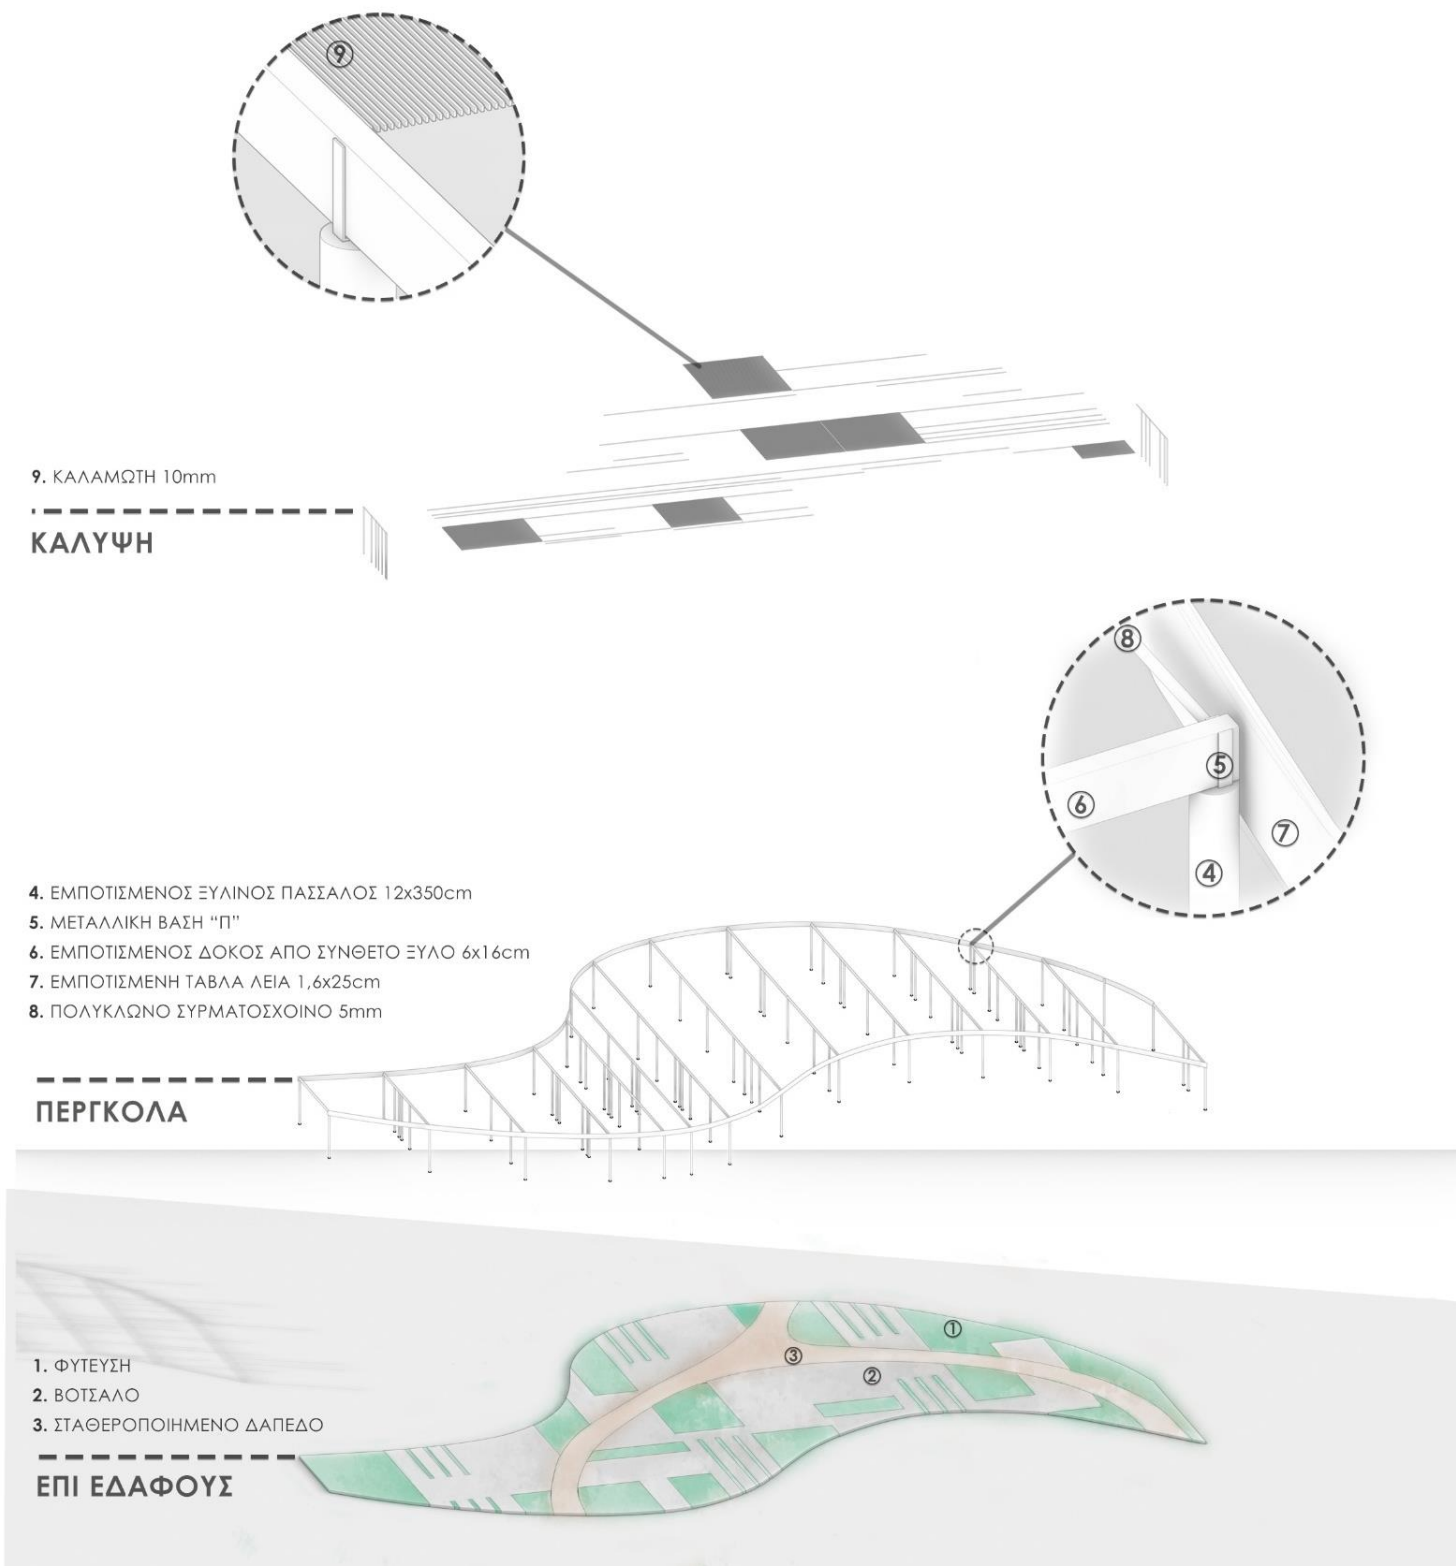 ⑨
9. ΚΑΛΑΜΩΤΗ 10mm
ΚΑΛΥΨΗ
⑧
⑤
⑥
⑦
④
4. ΕΜΠΟΤΙΣΜΕΝΟΣ ΞΥΛΙΝΟΣ ΠΑΣΣΑΛΟΣ 12x350cm
5. ΜΕΤΑΛΛΙΚΗ ΒΑΣΗ “Π”
6. ΕΜΠΟΤΙΣΜΕΝΟΣ ΔΟΚΟΣ ΑΠΟ ΣΥΝΘΕΤΟ ΞΥΛΟ 6x16cm
7. ΕΜΠΟΤΙΣΜΕΝΗ ΤΑΒΛΑ ΛΕΙΑ 1,6x25cm
8. ΠΟΛΥΚΛΩΝΟ ΣΥΡΜΑΤΟΣΧΟΙΝΟ 5mm
ΠΕΡΓΚΟΛΑ
①
③
②
1. ΦΥΤΕΥΣΗ
2. ΒΟΤΣΑΛΟ
3. ΣΤΑΘΕΡΟΠΟΙΗΜΕΝΟ ΔΑΠΕΔΟ
ΕΠΙ ΕΔΑΦΟΥΣ